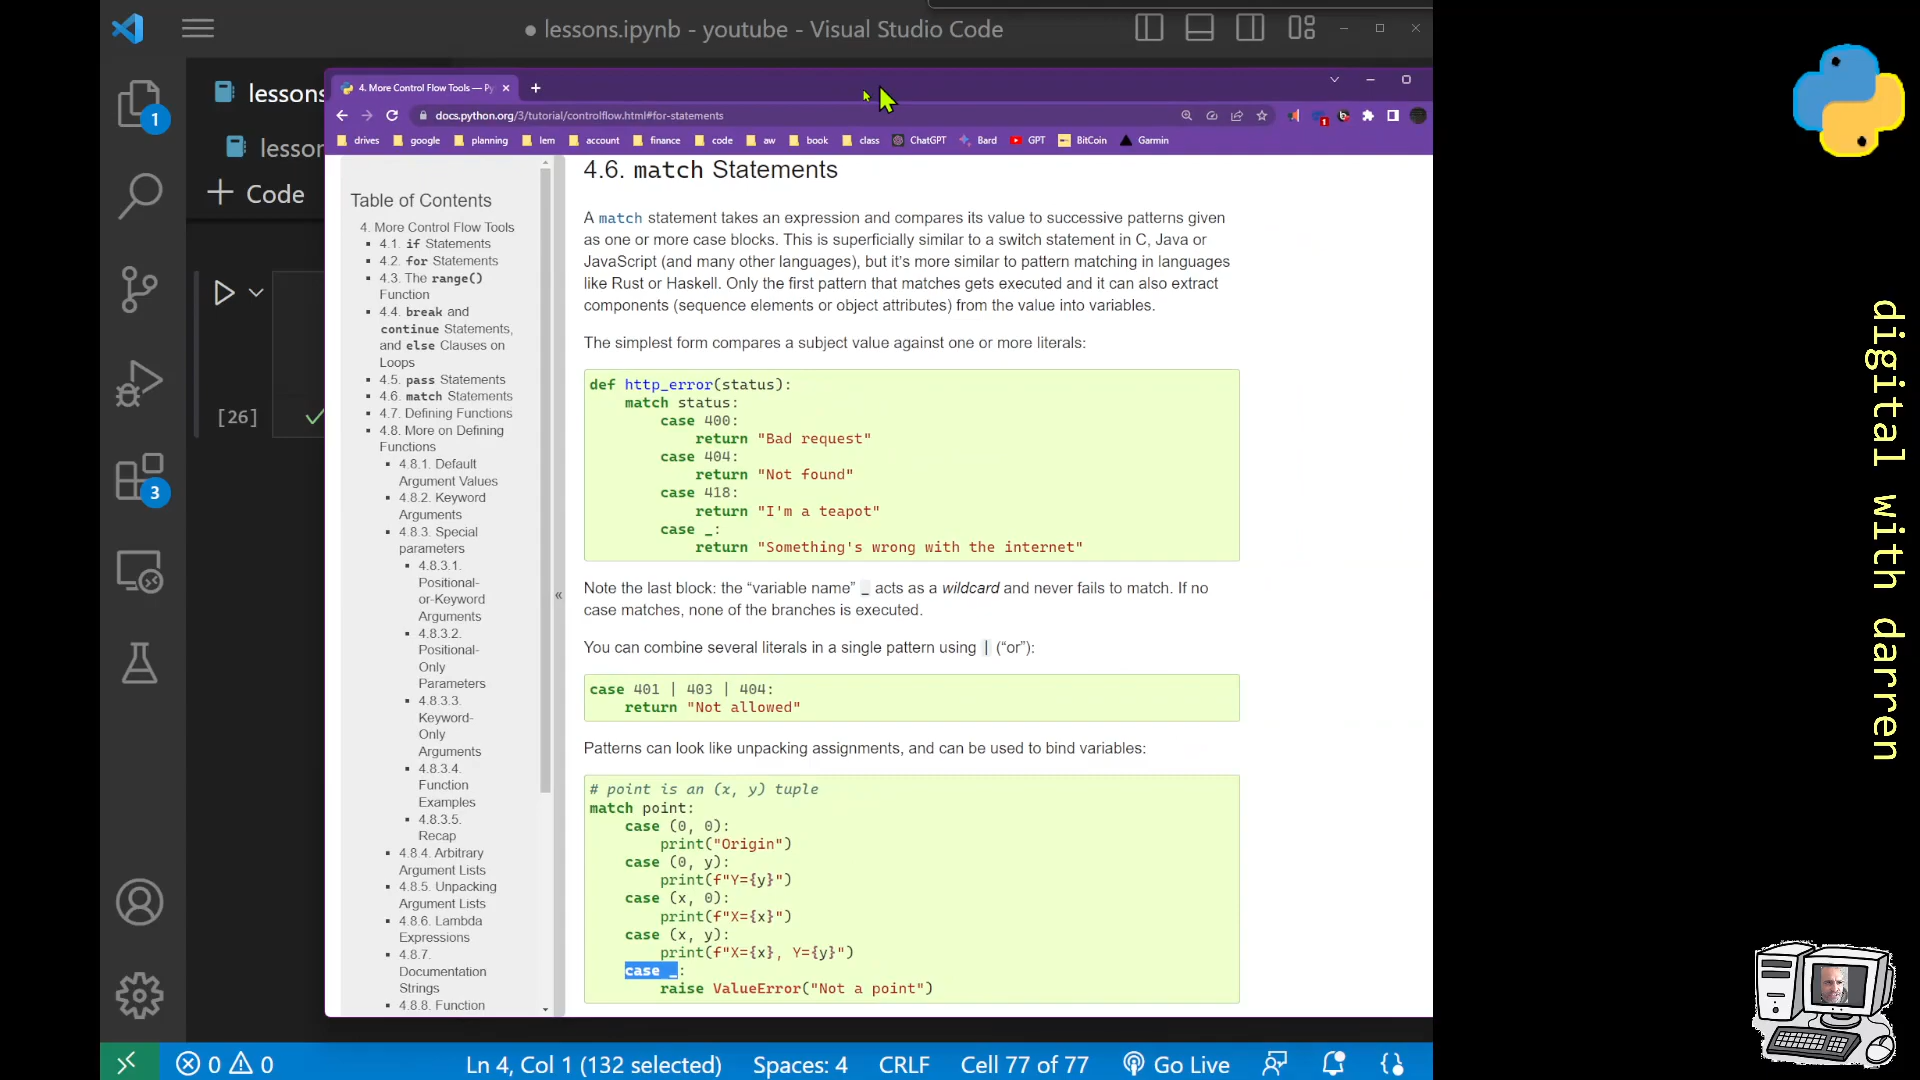 ● lessons.ipynb - youtube - Visual Studio Code
lessons
lesson
+ Code
[26]
1
3
4. More Control Flow Tools — Py
docs.python.org/3/tutorial/controlflow.html#for-statements
drives google planning lem account finance code aw book class ChatGPT Bard GPT BitCoin Garmin
Table of Contents
4. More Control Flow Tools
4.1. if Statements
4.2. for Statements
4.3. The range()
Function
4.4. break and
continue Statements,
and else Clauses on
Loops
4.5. pass Statements
4.6. match Statements
4.7. Defining Functions
4.8. More on Defining
Functions
4.8.1. Default
Argument Values
4.8.2. Keyword
Arguments
4.8.3. Special
parameters
4.8.3.1.
Positional-
or-Keyword
Arguments
4.8.3.2.
Positional-
Only
Parameters
4.8.3.3.
Keyword-
Only
Arguments
4.8.3.4.
Function
Examples
4.8.3.5.
Recap
4.8.4. Arbitrary
Argument Lists
4.8.5. Unpacking
Argument Lists
4.8.6. Lambda
Expressions
4.8.7.
Documentation
Strings
4.8.8. Function
«
4.6. match Statements
A match statement takes an expression and compares its value to successive patterns given
as one or more case blocks. This is superficially similar to a switch statement in C, Java or
JavaScript (and many other languages), but it’s more similar to pattern matching in languages
like Rust or Haskell. Only the first pattern that matches gets executed and it can also extract
components (sequence elements or object attributes) from the value into variables.
The simplest form compares a subject value against one or more literals:
def http_error(status):
match status:
case 400:
return "Bad request"
case 404:
return "Not found"
case 418:
return "I'm a teapot"
case _:
return "Something's wrong with the internet"
Note the last block: the “variable name” _ acts as a wildcard and never fails to match. If no
case matches, none of the branches is executed.
You can combine several literals in a single pattern using | (“or”):
case 401 | 403 | 404:
return "Not allowed"
Patterns can look like unpacking assignments, and can be used to bind variables:
# point is an (x, y) tuple
match point:
case (0, 0):
print("Origin")
case (0, y):
print(f"Y={y}")
case (x, 0):
print(f"X={x}")
case (x, y):
print(f"X={x}, Y={y}")
case _:
raise ValueError("Not a point")
0 0 Ln 4, Col 1 (132 selected) Spaces: 4 CRLF Cell 77 of 77 Go Live
digital with darren